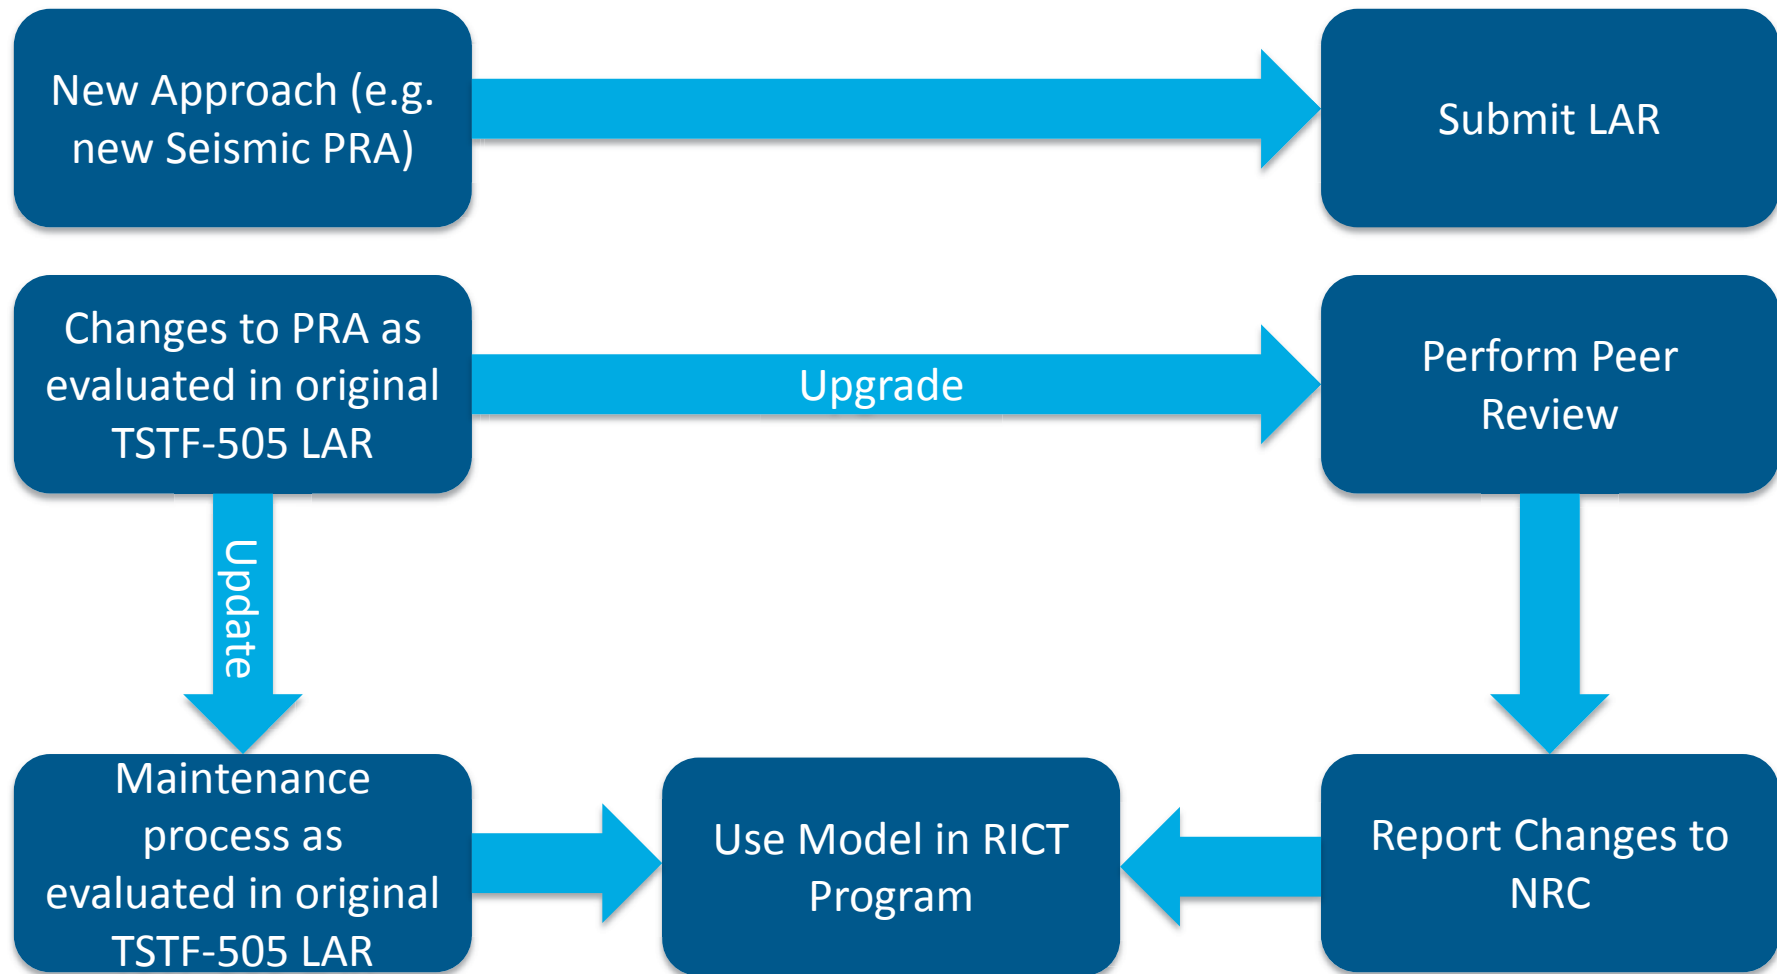 New Approach (e.g.
new Seismic PRA)
Submit LAR
Changes to PRA as
evaluated in original
TSTF-505 LAR
Upgrade
Perform Peer
Review
Update
Maintenance
process as
evaluated in original
TSTF-505 LAR
Use Model in RICT
Program
Report Changes to
NRC